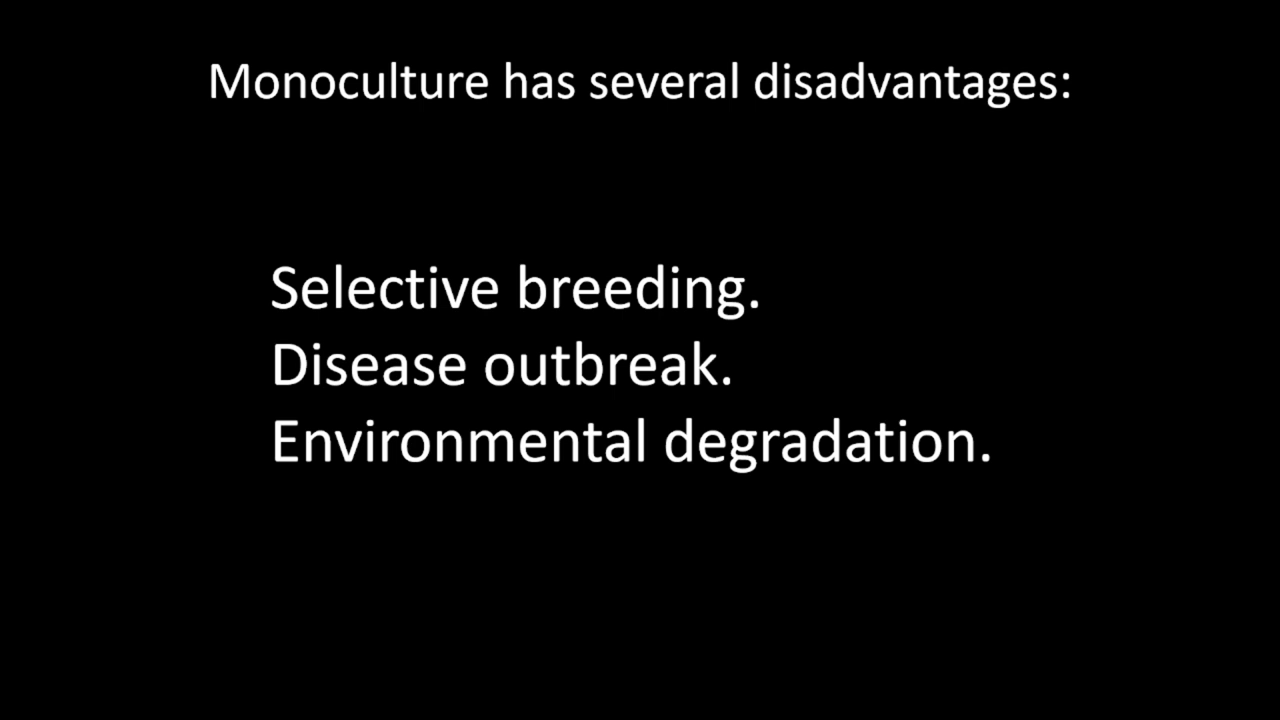 Monoculture has several disadvantages:
Selective breeding.
Disease outbreak.
Environmental degradation.